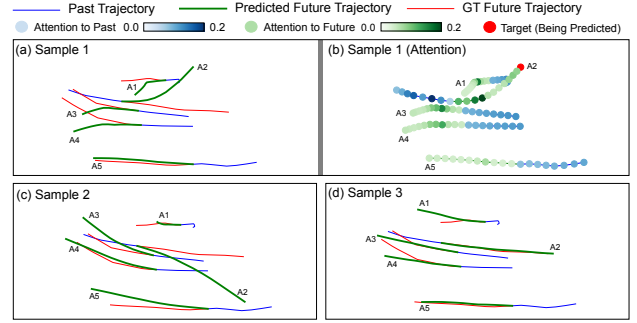 Past Trajectory Predicted Future Trajectory GT Future Trajectory
Attention to Past 0.0 0.2 Attention to Future 0.0 0.2 Target (Being Predicted)
(a) Sample 1
A2
A1
A3
A4
A5
(b) Sample 1 (Attention)
A2
A1
A3
A4
A5
(c) Sample 2
A3
A1
A4
A5
A2
(d) Sample 3
A1
A3
A2
A4
A5